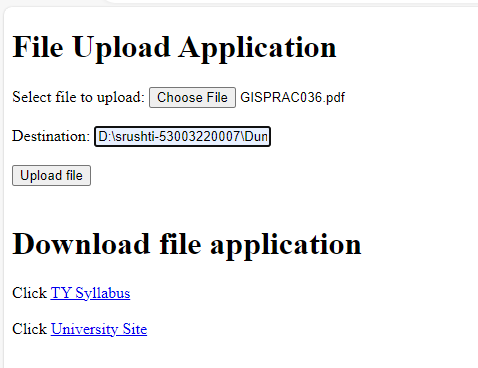 File Upload Application
Select file to upload: Choose File GISPRAC036.pdf
Destination: D:\srushti-53003220007\Dum
Upload file
Download file application
Click TY Syllabus
Click University Site